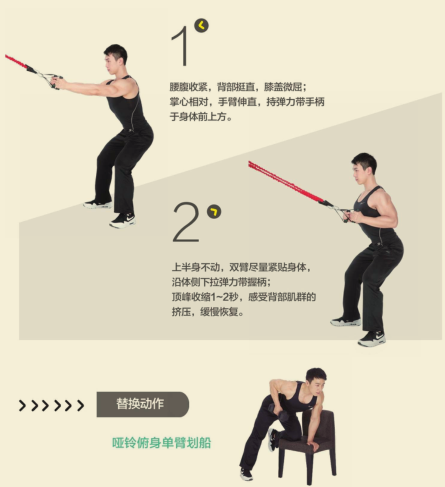 1
腰腹收紧，背部挺直，膝盖微屈；
掌心相对，手臂伸直，持弹力带手柄
于身体前上方。
2
上半身不动，双臂尽量紧贴身体，
沿体侧下拉弹力带握柄；
顶峰收缩1~2秒，感受背部肌群的
挤压，缓慢恢复。
替换动作
哑铃俯身单臂划船